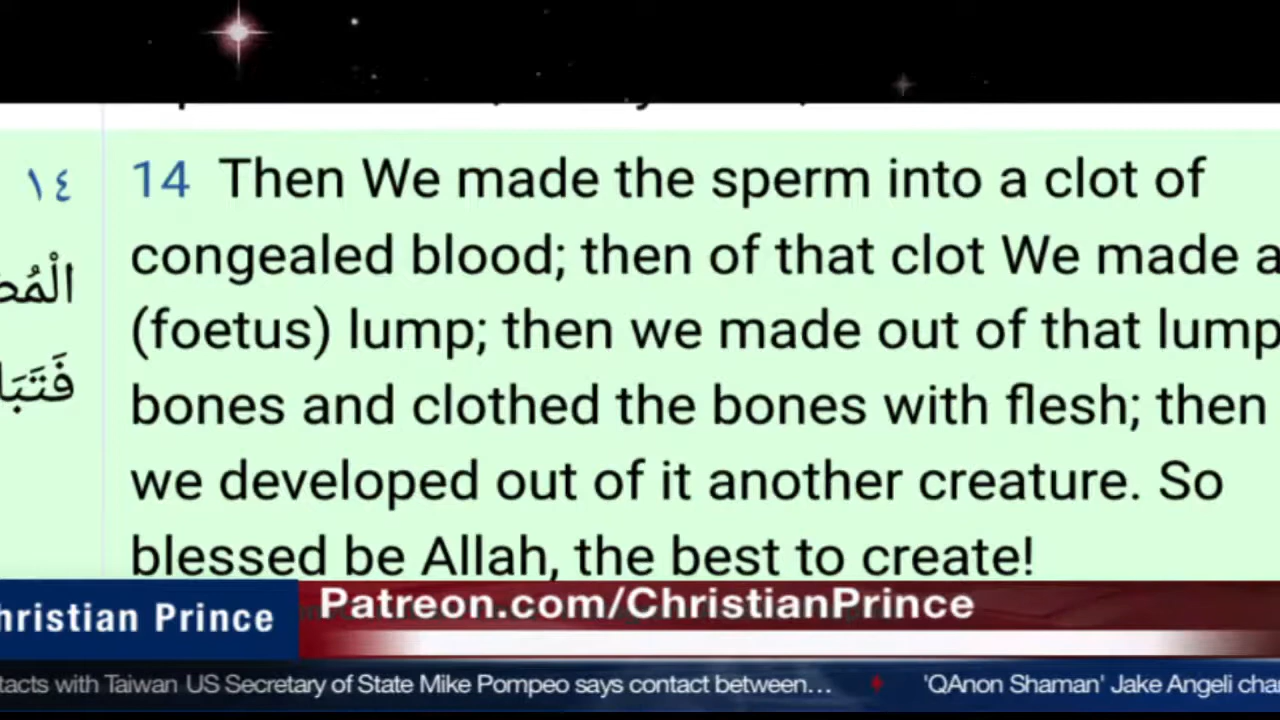 14 Then We made the sperm into a clot of
congealed blood; then of that clot We made a
(foetus) lump; then we made out of that lump
bones and clothed the bones with flesh; then
we developed out of it another creature. So
blessed be Allah, the best to create!
١٤
Patreon.com/ChristianPrince
hristian Prince
tacts with Taiwan US Secretary of State Mike Pompeo says contact between...
'QAnon Shaman' Jake Angeli